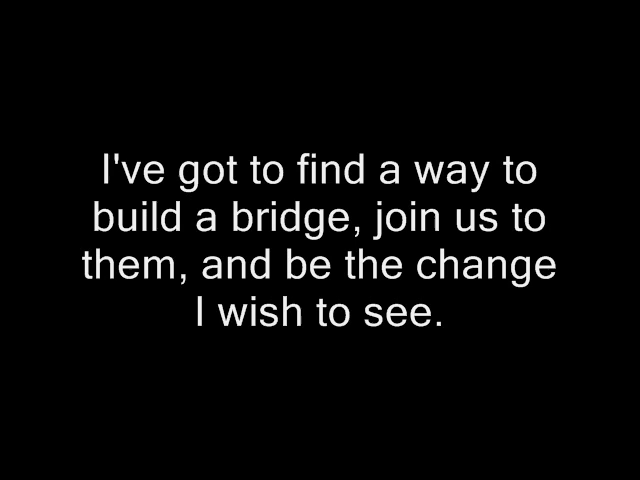 I've got to find a way to
build a bridge, join us to
them, and be the change
I wish to see.